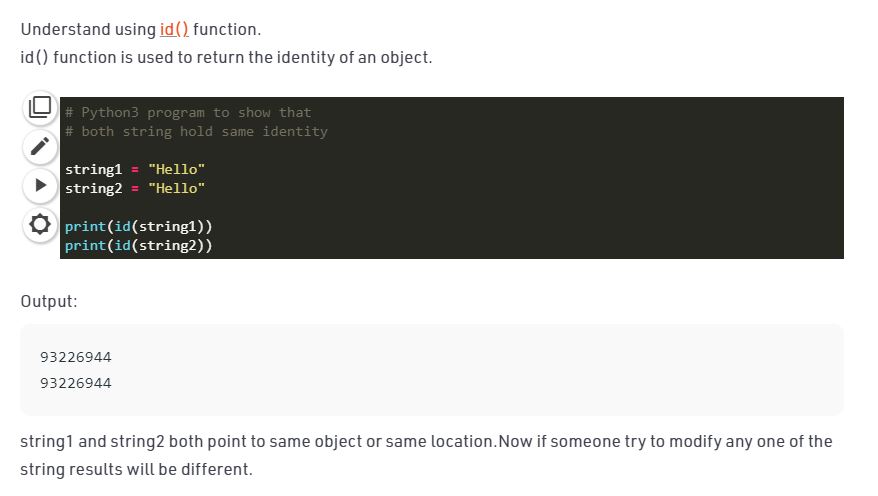 Understand using id() function.
id() function is used to return the identity of an object.
# Python3 program to show that
# both string hold same identity
string1 = "Hello"
string2 = "Hello"
print(id(string1))
print(id(string2))
Output:
93226944
93226944
string1 and string2 both point to same object or same location.Now if someone try to modify any one of the
string results will be different.